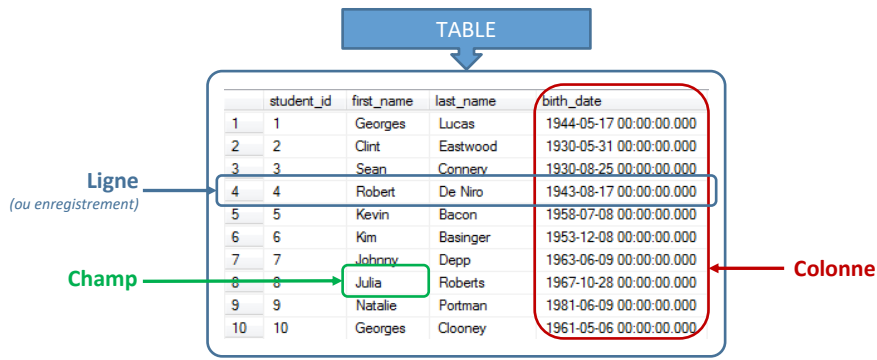 TABLE
student_id first_name last_name birth_date
1 1 Georges Lucas 1944-05-17 00:00:00.000
2 2 Clint Eastwood 1930-05-31 00:00:00.000
3 3 Sean Connery 1930-08-25 00:00:00.000
Ligne
(ou enregistrement)
4 4 Robert De Niro 1943-08-17 00:00:00.000
5 5 Kevin Bacon 1958-07-08 00:00:00.000
6 6 Kim Basinger 1953-12-08 00:00:00.000
7 7 Johnny Depp 1963-06-09 00:00:00.000
Colonne
Champ
8 8 Julia Roberts 1967-10-28 00:00:00.000
9 9 Natalie Portman 1981-06-09 00:00:00.000
10 10 Georges Clooney 1961-05-06 00:00:00.000